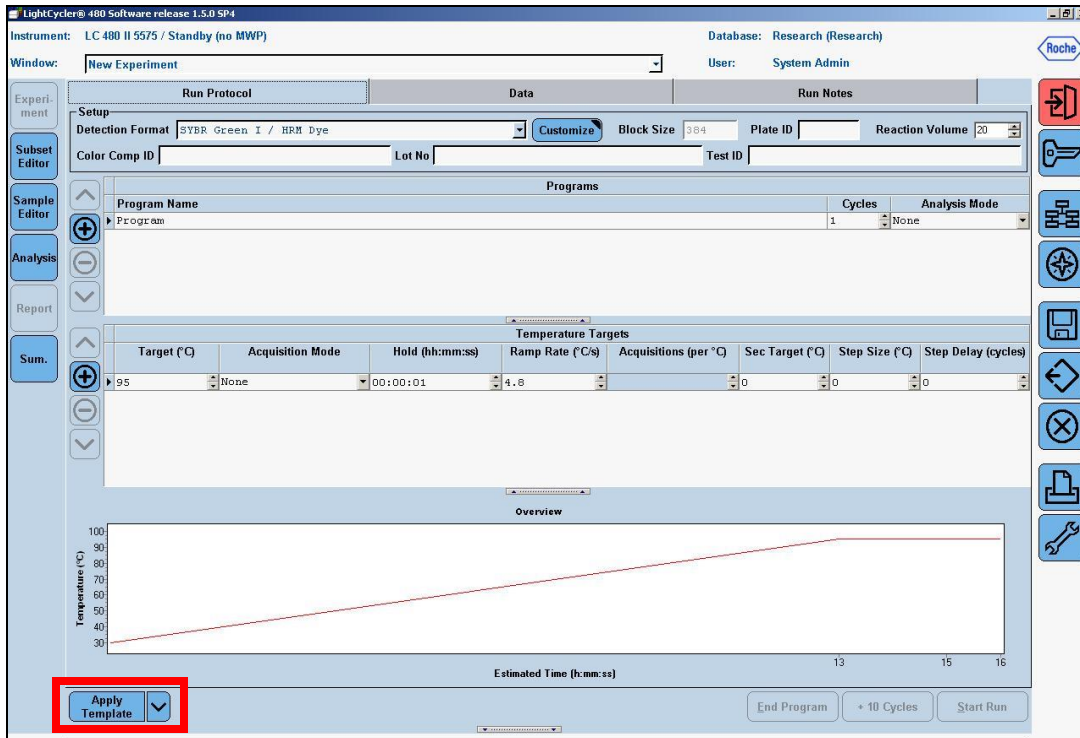 LightCycler® 480 Software release 1.5.0 SP4
Instrument: LC 480 II 5575 / Standby (no MWP) Database: Research (Research)
Roche
Window: New Experiment User: System Admin
Experi-
ment
Subset
Editor
Sample
Editor
Analysis
Report
Sum.
Run Protocol Data Run Notes
Setup
Detection Format SYBR Green I / HRM Dye Customize Block Size 384 Plate ID Reaction Volume 20
Color Comp ID Lot No Test ID
Programs
Program Name Cycles Analysis Mode
Program 1 None
Temperature Targets
Target (°C) Acquisition Mode Hold (hh:mm:ss) Ramp Rate (°C/s) Acquisitions (per °C) Sec Target (°C) Step Size (°C) Step Delay (cycles)
95 None 00:00:01 4.8 0 0 0
Overview
Temperature (°C)
100
90
80
70
60
50
40
30
13 15 16
Estimated Time (h:mm:ss)
Apply
Template
End Program + 10 Cycles Start Run